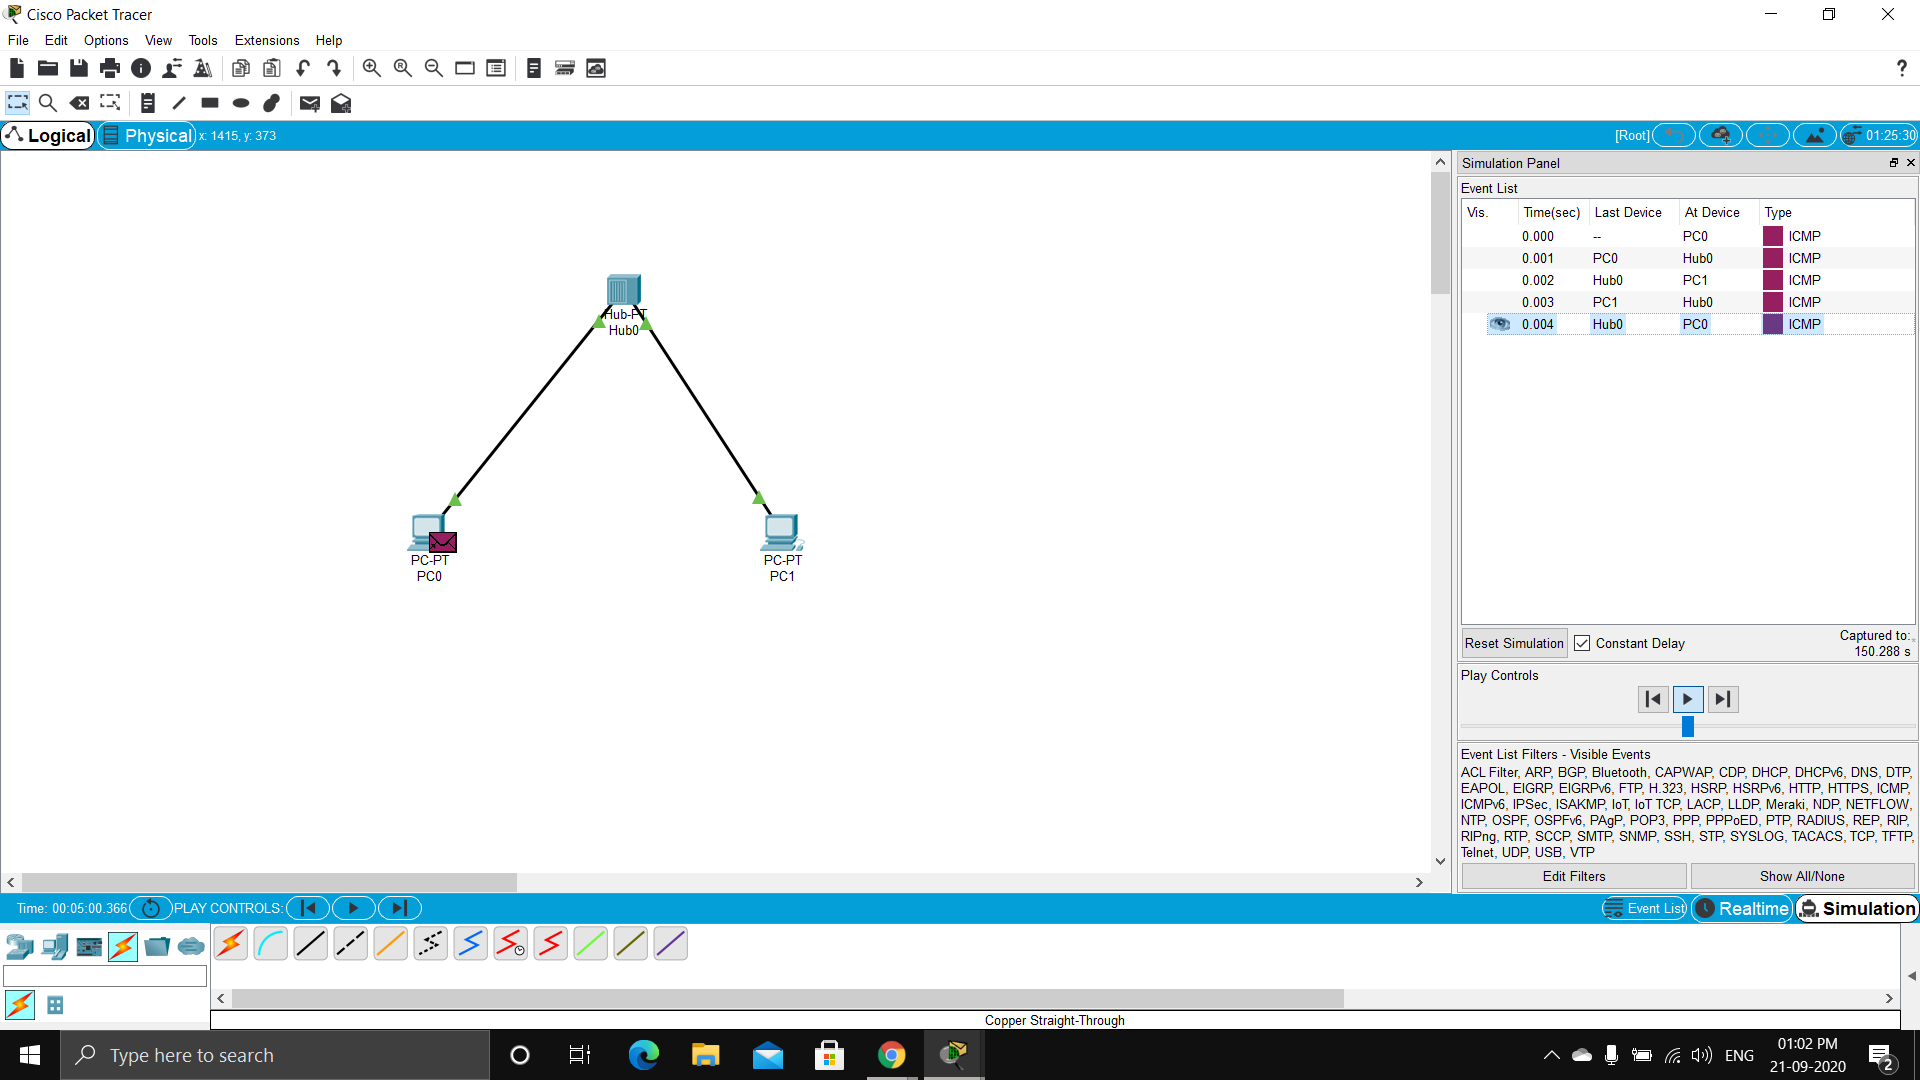 Cisco Packet Tracer
File Edit Options View Tools Extensions Help
?
Logical Physical x: 1415, y: 373 [Root] 01:25:30
Simulation Panel
Event List
Vis. Time(sec) Last Device At Device Type
0.000 -- PC0 ICMP
0.001 PC0 Hub0 ICMP
0.002 Hub0 PC1 ICMP
0.003 PC1 Hub0 ICMP
0.004 Hub0 PC0 ICMP
Hub-PT
Hub0
PC-PT
PC0
PC-PT
PC1
Reset Simulation Constant Delay Captured to:
150.288 s
Play Controls
Event List Filters - Visible Events
ACL Filter, ARP, BGP, Bluetooth, CAPWAP, CDP, DHCP, DHCPv6, DNS, DTP,
EAPOL, EIGRP, EIGRPv6, FTP, H.323, HSRP, HSRPv6, HTTP, HTTPS, ICMP,
ICMPv6, IPSec, ISAKMP, IoT, IoT TCP, LACP, LLDP, Meraki, NDP, NETFLOW,
NTP, OSPF, OSPFv6, PAgP, POP3, PPP, PPPoED, PTP, RADIUS, REP, RIP,
RIPng, RTP, SCCP, SMTP, SNMP, SSH, STP, SYSLOG, TACACS, TCP, TFTP,
Telnet, UDP, USB, VTP
Edit Filters Show All/None
Time: 00:05:00.366 PLAY CONTROLS: Event List Realtime Simulation
Copper Straight-Through
Type here to search
ENG
01:02 PM
21-09-2020
2